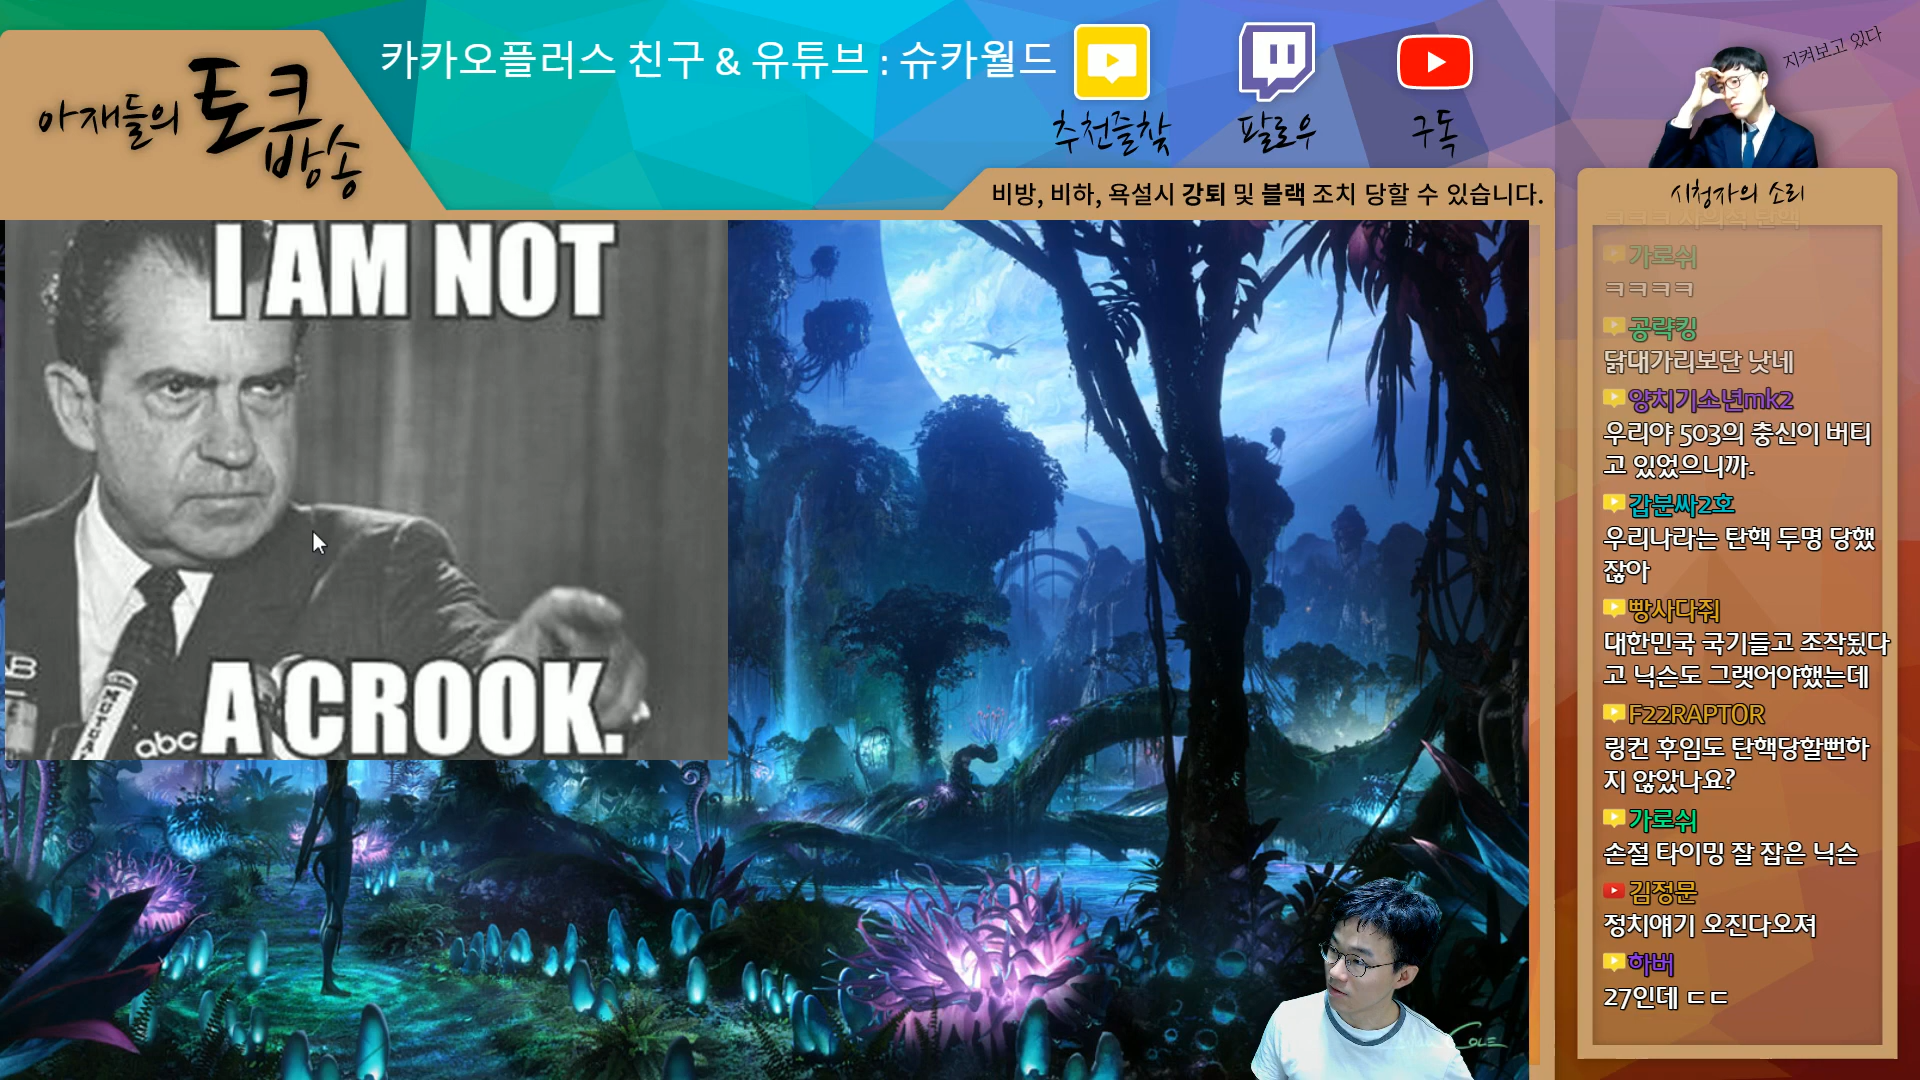 아재들의 토크 방송
카카오플러스 친구 & 유튜브 : 슈카월드
추천즐찾
팔로우
구독
지켜보고 있다
비방, 비하, 욕설시 강퇴 및 블랙 조치 당할 수 있습니다.
시청자의 소리
I AM NOT
A CROOK.
abc
MUTUA
가로쉬
ㅋㅋㅋㅋ
공략킹
닭대가리보단 낫네
양치기소년mk2
우리야 503의 충신이 버티
고 있었으니까.
갑분싸2호
우리나라는 탄핵 두명 당했
잖아
빵사다줘
대한민국 국기들고 조작됬다
고 닉슨도 그랫어야했는데
F22RAPTOR
링컨 후임도 탄핵당할뻔하
지 않았나요?
가로쉬
손절 타이밍 잘 잡은 닉슨
김정문
정치얘기 오진다오져
하버
27인데 ㄷㄷ